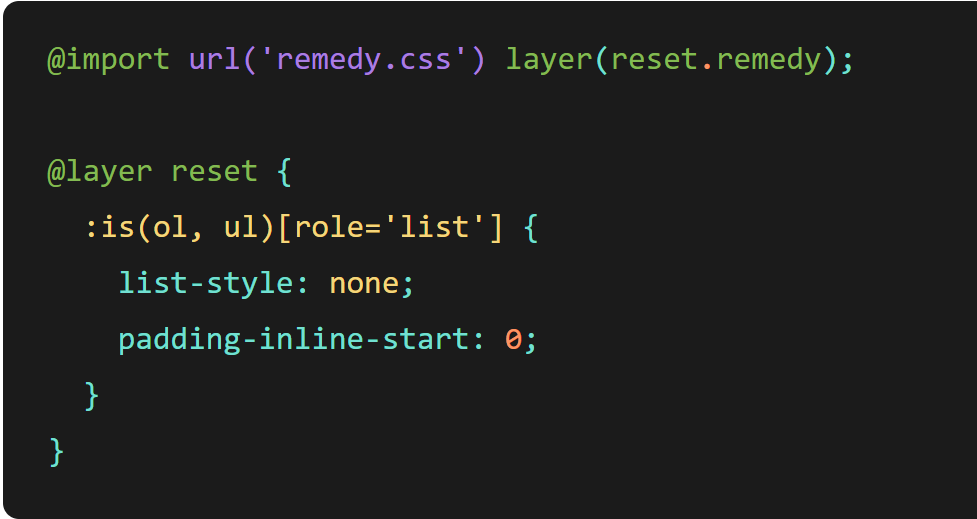 @import url('remedy.css') layer(reset.remedy);
@layer reset {
:is(ol, ul)[role='list'] {
list-style: none;
padding-inline-start: 0;
}
}